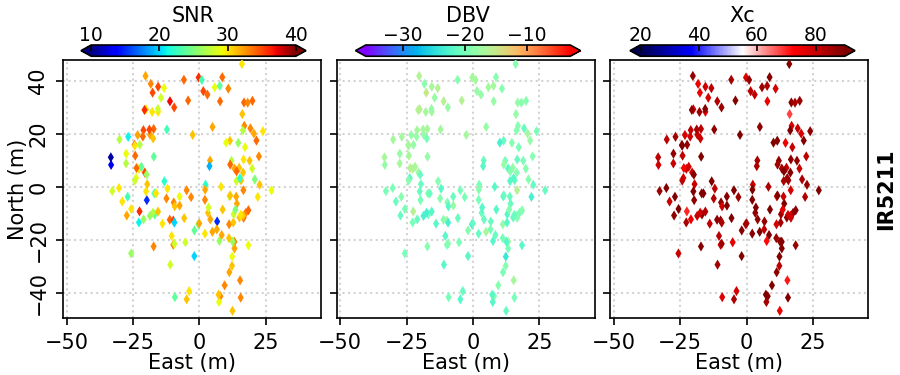 SNR DBV Xc
10 20 30 40 −30 −20 −10 20 40 60 80
40
20
0
−20
−40
North (m)
IR5211
−50 −25 0 25 −50 −25 0 25 −50 −25 0 25
East (m) East (m) East (m)